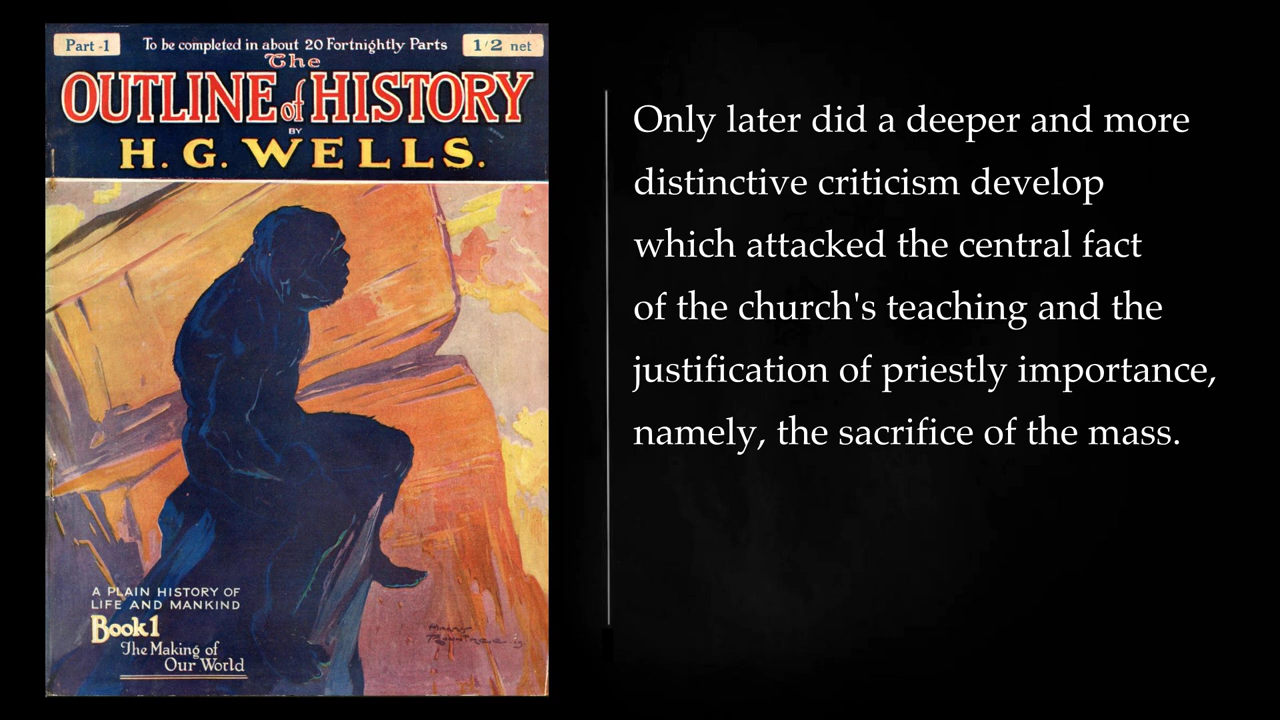 Part -1
To be completed in about 20 Fortnightly Parts
1/2 net
The
OUTLINE of HISTORY
BY
H. G. WELLS.
A PLAIN HISTORY OF
LIFE AND MANKIND
Book 1
The Making of
Our World
Only later did a deeper and more
distinctive criticism develop
which attacked the central fact
of the church's teaching and the
justification of priestly importance,
namely, the sacrifice of the mass.